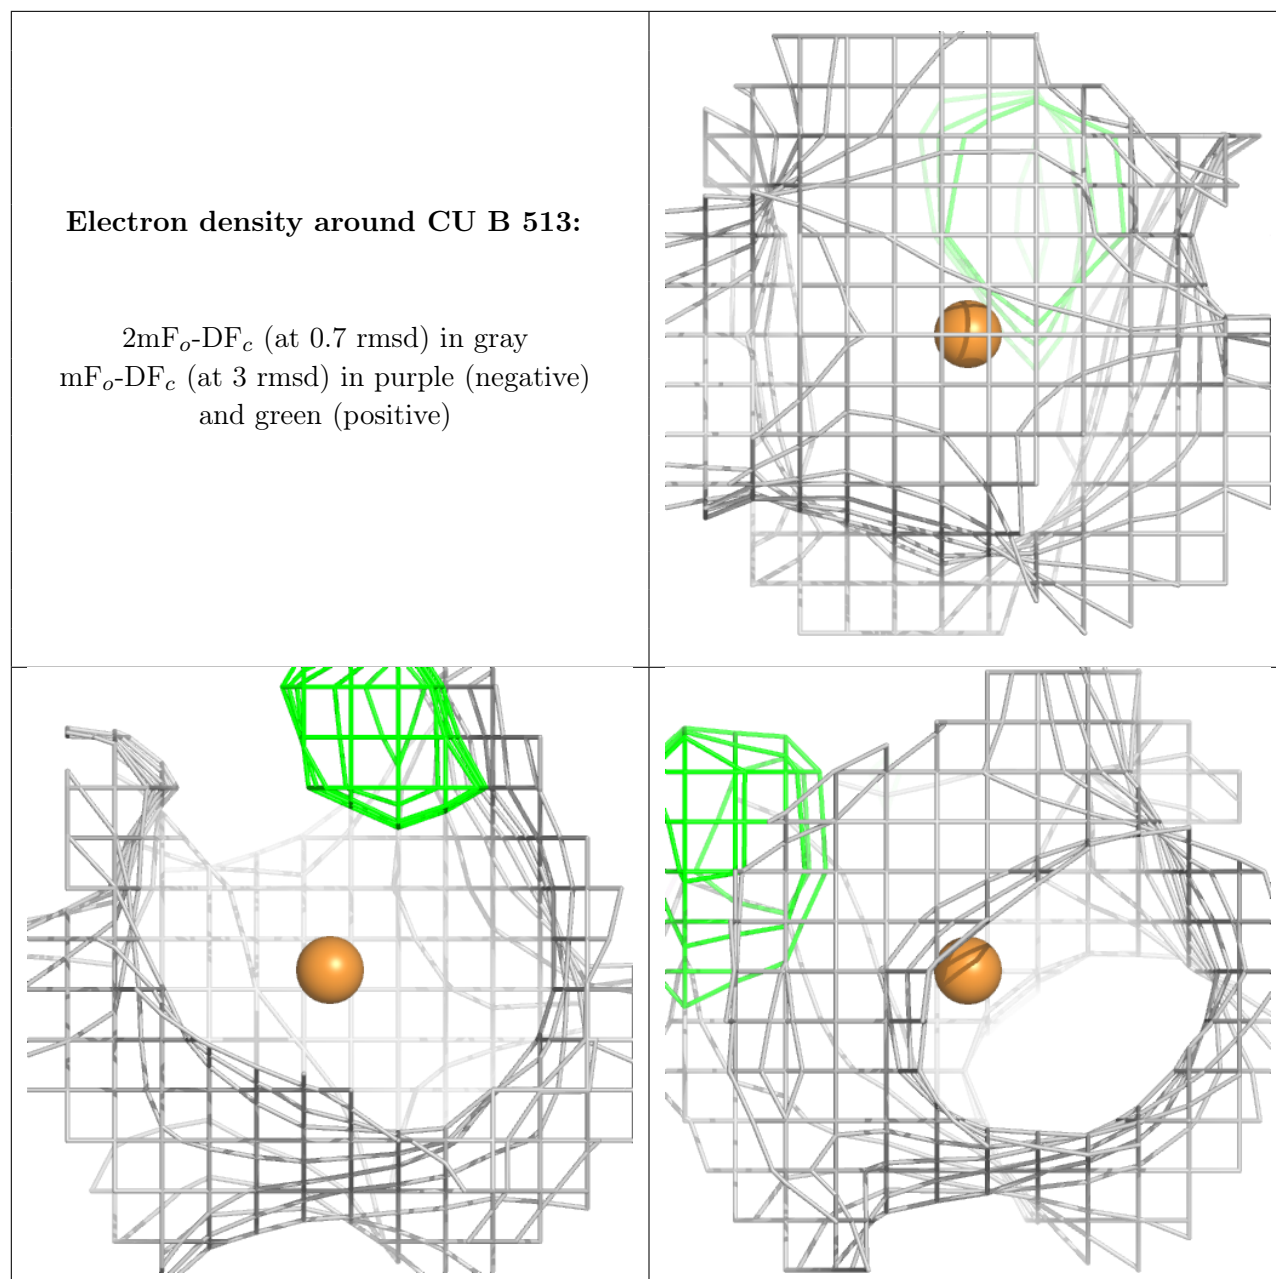 Electron density around CU B 513:
2mFo-DFc (at 0.7 rmsd) in gray
mFo-DFc (at 3 rmsd) in purple (negative)
and green (positive)